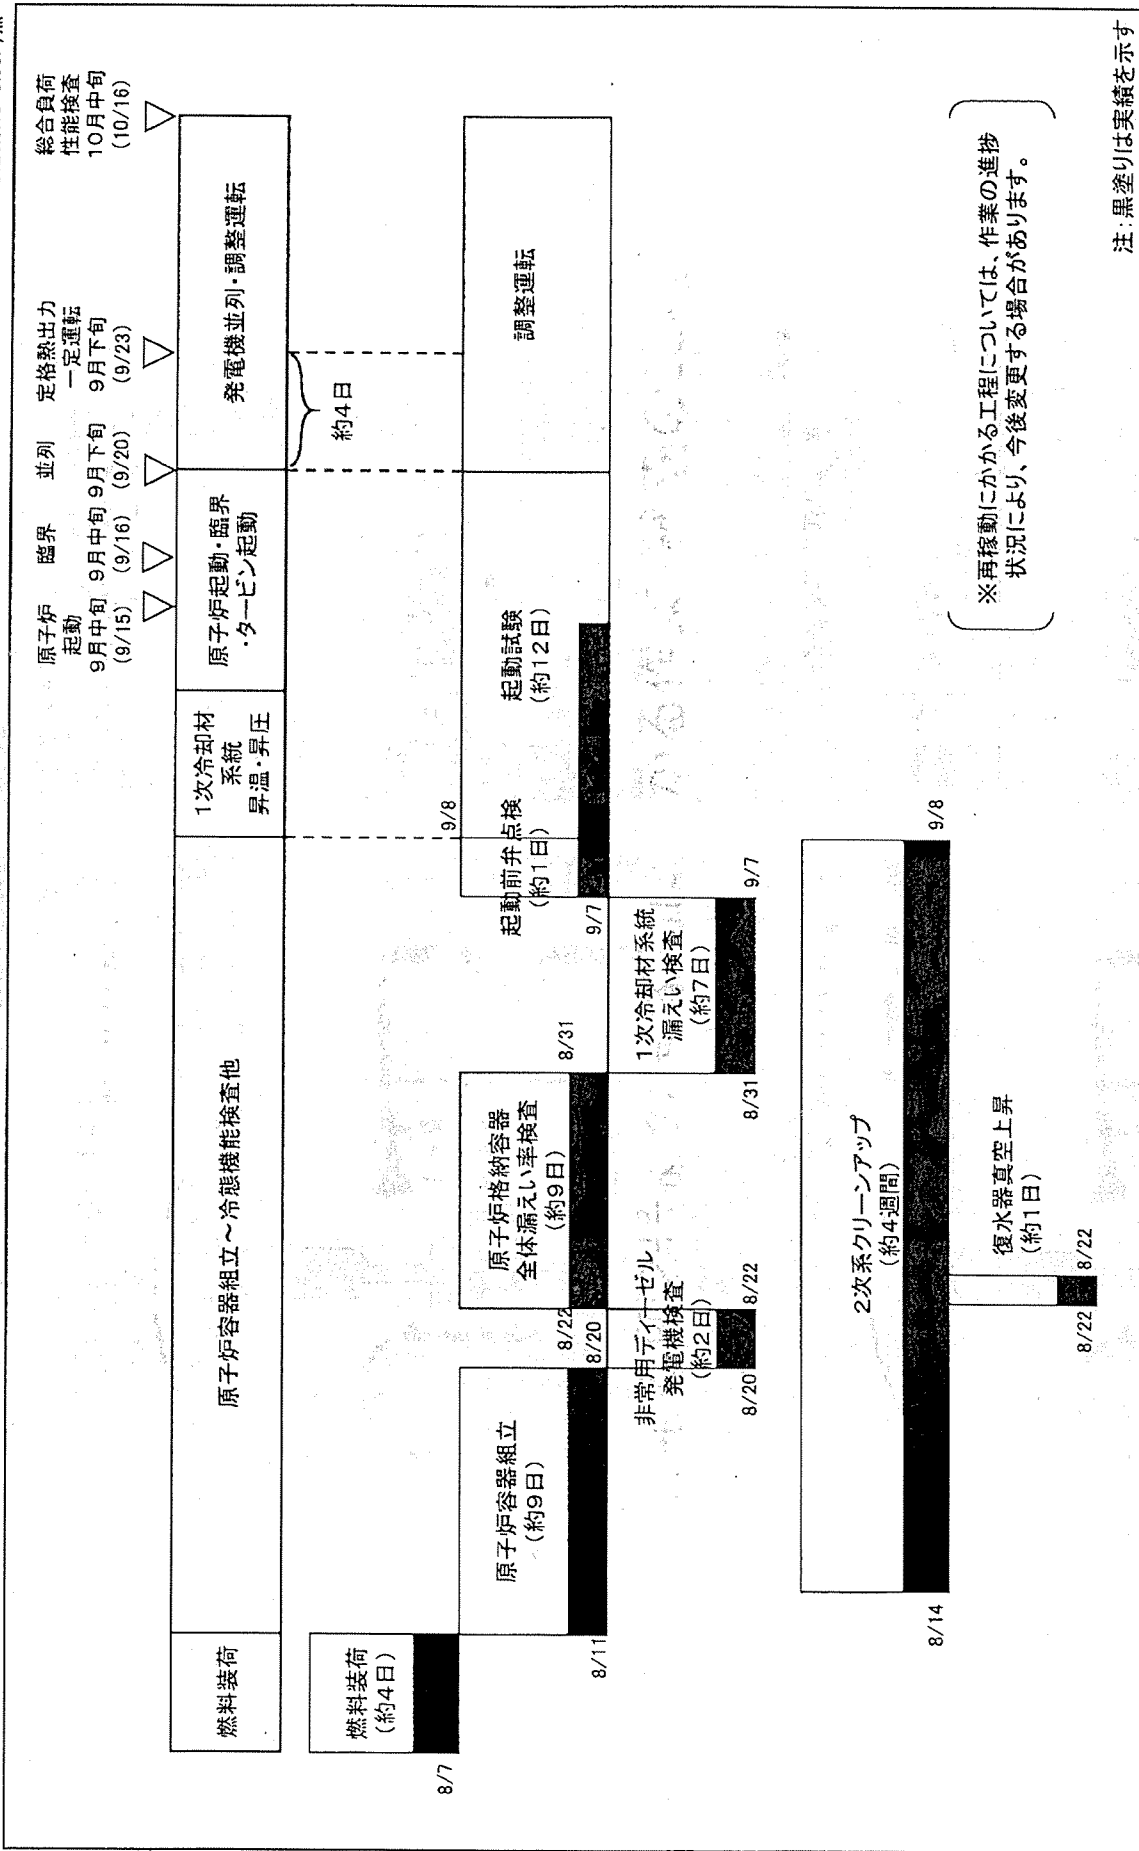 原子炉
起動
9月中旬
(9/15)
臨界
9月中旬
(9/16)
並列
9月下旬
(9/20)
定格熱出力
一定運転
9月下旬
(9/23)
総合負荷
性能検査
10月中旬
(10/16)
燃料装荷
原子炉容器組立～冷態機能検査他
1次冷却材
系統
昇温・昇圧
原子炉起動・臨界
・タービン起動
発電機並列・調整運転
約4日
燃料装荷
(約4日)
8/7
原子炉容器組立
(約9日)
8/11
8/20
8/22
原子炉格納容器
全体漏えい率検査
(約9日)
8/31
起動前弁点検
(約1日)
9/7
9/8
起動試験
(約12日)
調整運転
非常用ディーゼル
発電機検査
(約2日)
8/20
8/22
1次冷却材系統
漏えい検査
(約7日)
8/31
9/7
2次系クリーンアップ
(約4週間)
8/14
9/8
復水器真空上昇
(約1日)
8/22
8/22
※再稼動にかかる工程については、作業の進捗
状況により、今後変更する場合があります。
注：黒塗りは実績を示す